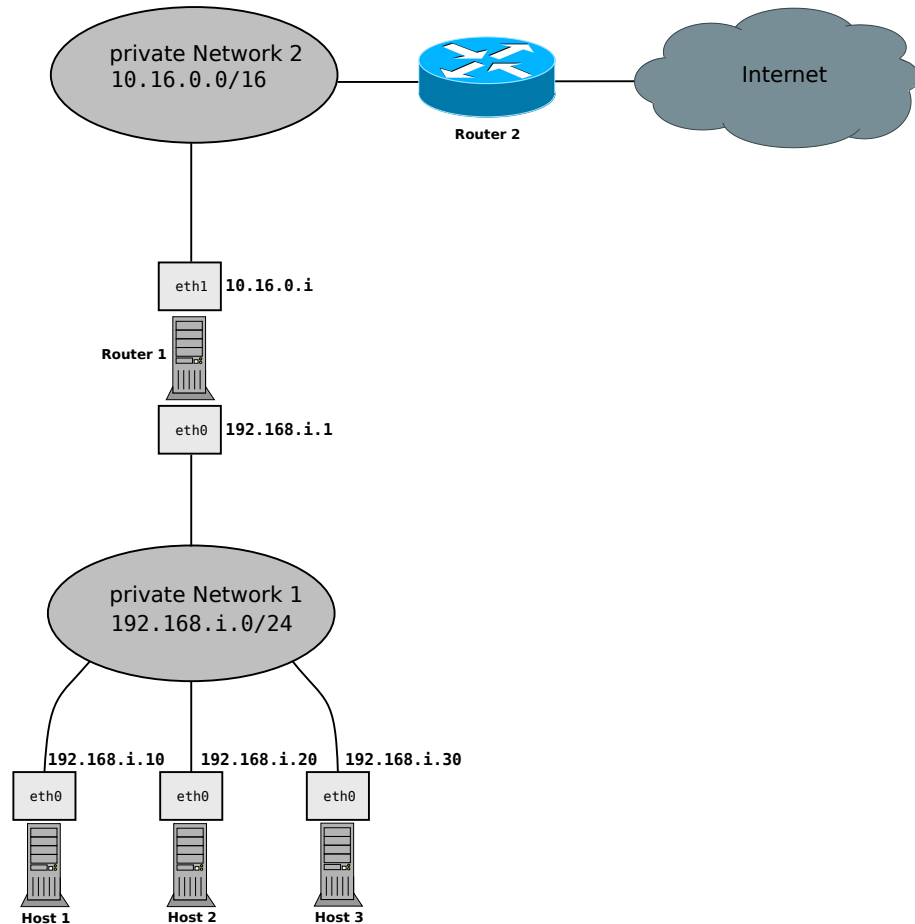 private Network 2
10.16.0.0/16
Internet
Router 2
eth1
10.16.0.i
Router 1
eth0
192.168.i.1
private Network 1
192.168.i.0/24
192.168.i.10
192.168.i.20
192.168.i.30
eth0
eth0
eth0
Host 1
Host 2
Host 3